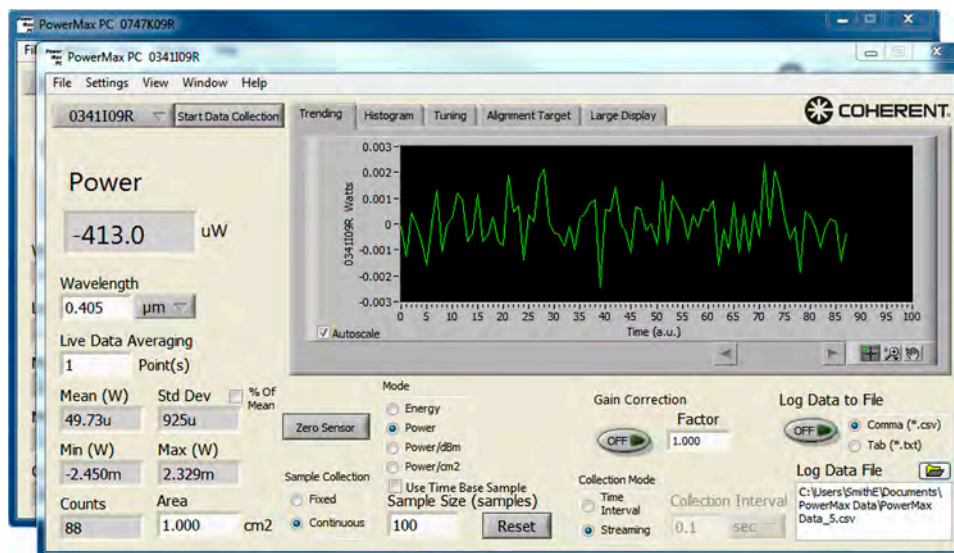 PowerMax PC 0747K09R
PowerMax PC 0341I09R
File Settings View Window Help
0341I09R Start Data Collection
Trending Histogram Tuning Alignment Target Large Display
COHERENT.
Power
-413.0 uW
Wavelength
0.405 µm
Live Data Averaging
1 Point(s)
Mean (W) Std Dev % Of Mean
49.73u 925u
Min (W) Max (W)
-2.450m 2.329m
Counts Area
88 1.000 cm2
0341I09R Watts
0.003
0.002
0.001
0
-0.001
-0.002
-0.003
0 5 10 15 20 25 30 35 40 45 50 55 60 65 70 75 80 85 90 95 100
Time (a.u.)
Autoscale
Zero Sensor
Sample Collection
Fixed
Continuous
Mode
Energy
Power
Power/dBm
Power/cm2
Use Time Base Sample
Sample Size (samples)
100 Reset
Gain Correction
OFF
Factor
1.000
Collection Mode
Time Interval
Streaming
Collection Interval
0.1 sec
Log Data to File
OFF
Comma (*.csv)
Tab (*.txt)
Log Data File
C:\Users\SmithE\Documents\
PowerMax Data\PowerMax
Data_5.csv